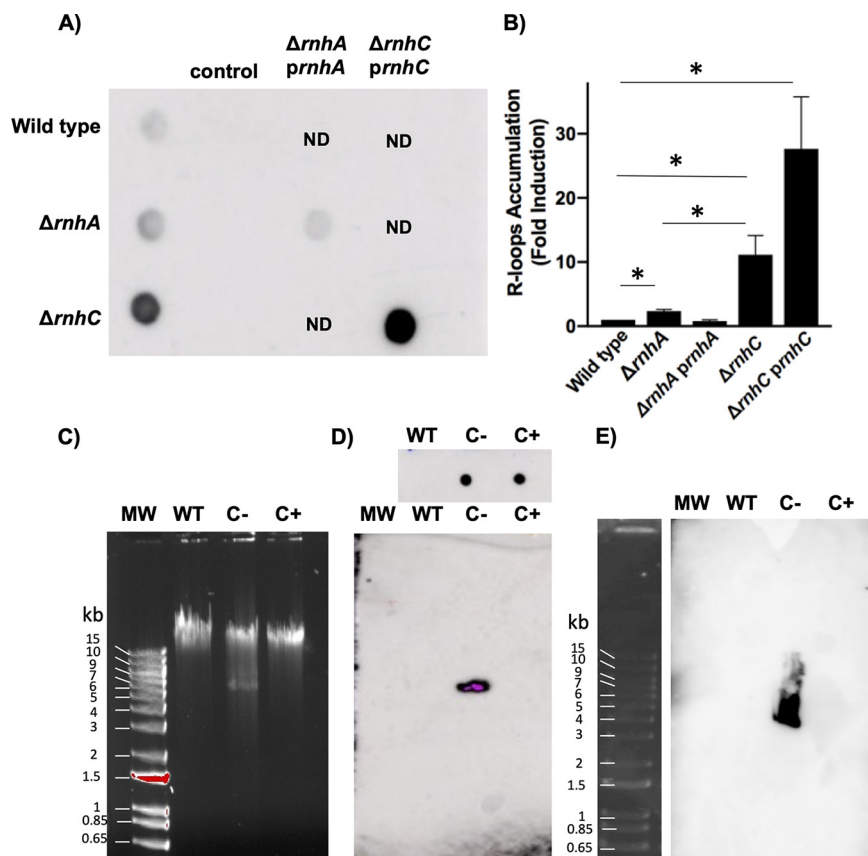 A)
control
ΔrnhA
prnhA
ΔrnhC
prnhC
Wild type
ND
ND
ΔrnhA
ND
ΔrnhC
ND
B)
R-loops Accumulation
(Fold Induction)
30
20
10
0
*
*
*
*
Wild type
ΔrnhA
ΔrnhA prnhA
ΔrnhC
ΔrnhC prnhC
C)
MW WT C- C+
kb
15
10
9
7
6
5
4
3
2
1.5
1
0.85
0.65
D)
WT C- C+
MW WT C- C+
E)
MW WT C- C+
kb
15
10
9
7
6
5
4
3
2
1.5
1
0.85
0.65